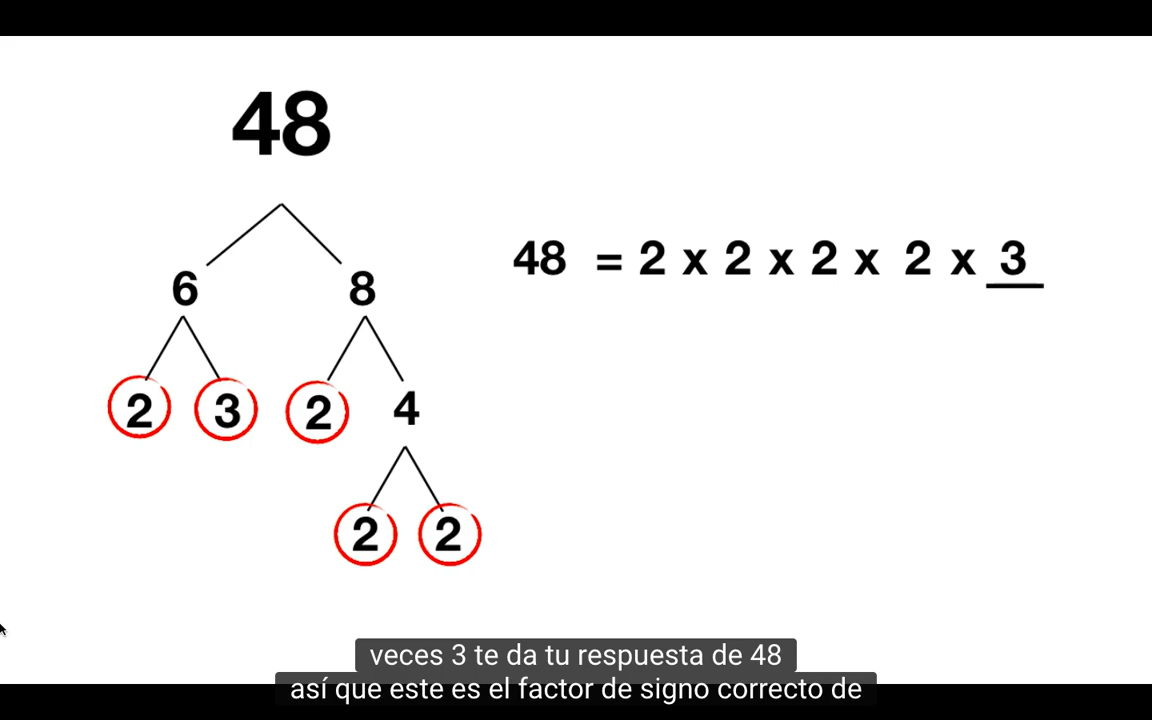 48
48 = 2 x 2 x 2 x 2 x 3
6 8
2 3 2 4
2 2
veces 3 te da tu respuesta de 48
así que este es el factor de signo correcto de